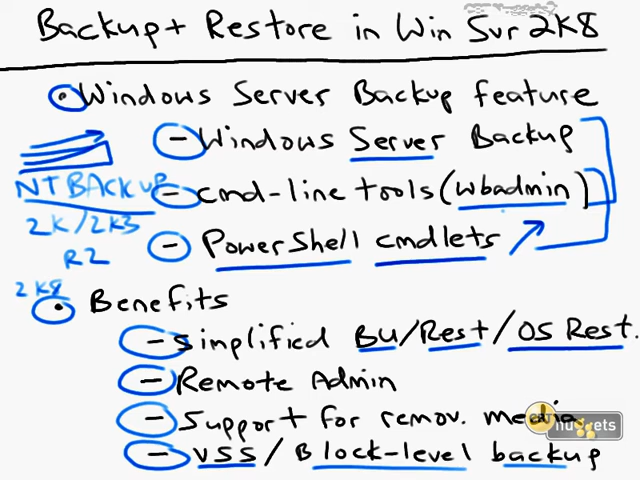 Backup + Restore in Win Svr 2K8
• Windows Server Backup feature
- Windows Server Backup
NT BACKUP
- cmd-line tools (wbadmin)
2K/2K3
- PowerShell cmdlets
R2
2K8
• Benefits
- Simplified BU/Rest/OS Rest.
- Remote Admin
- Support for remov. media
nuggets
- VSS/Block-level backup